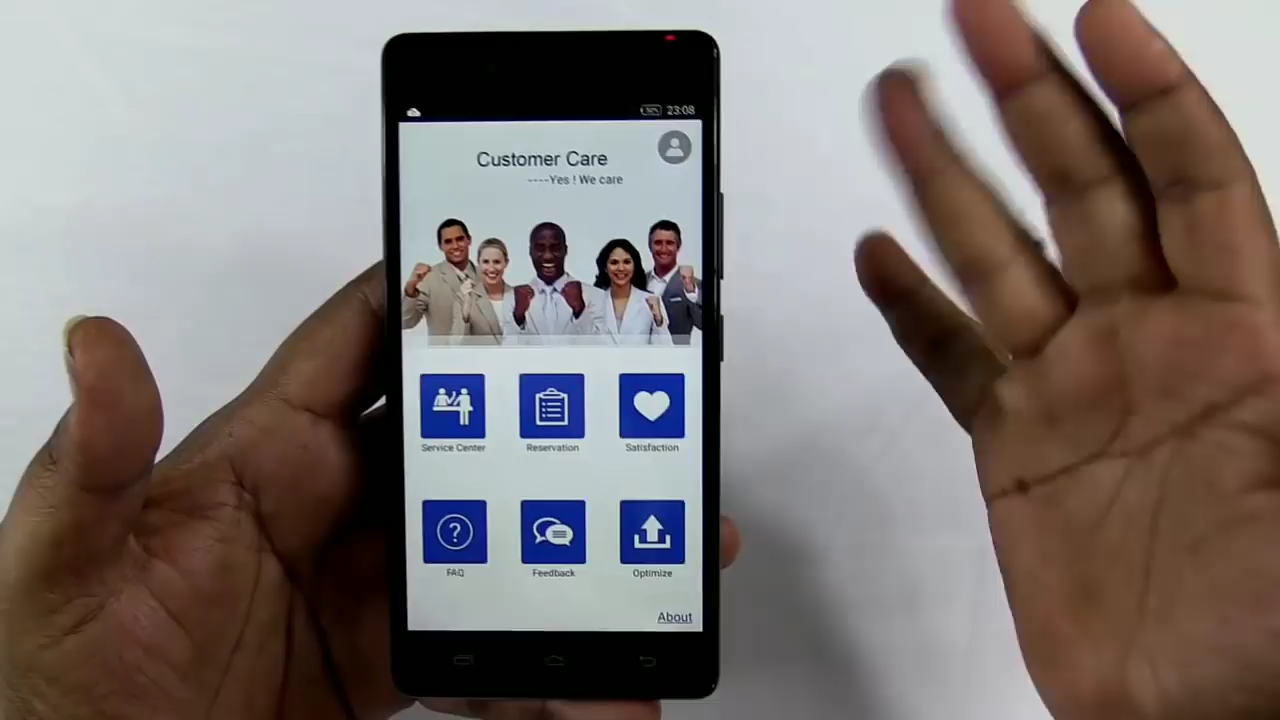 23:08
Customer Care
----Yes ! We care
Service Center
Reservation
Satisfaction
?
FAQ
Feedback
Optimize
About